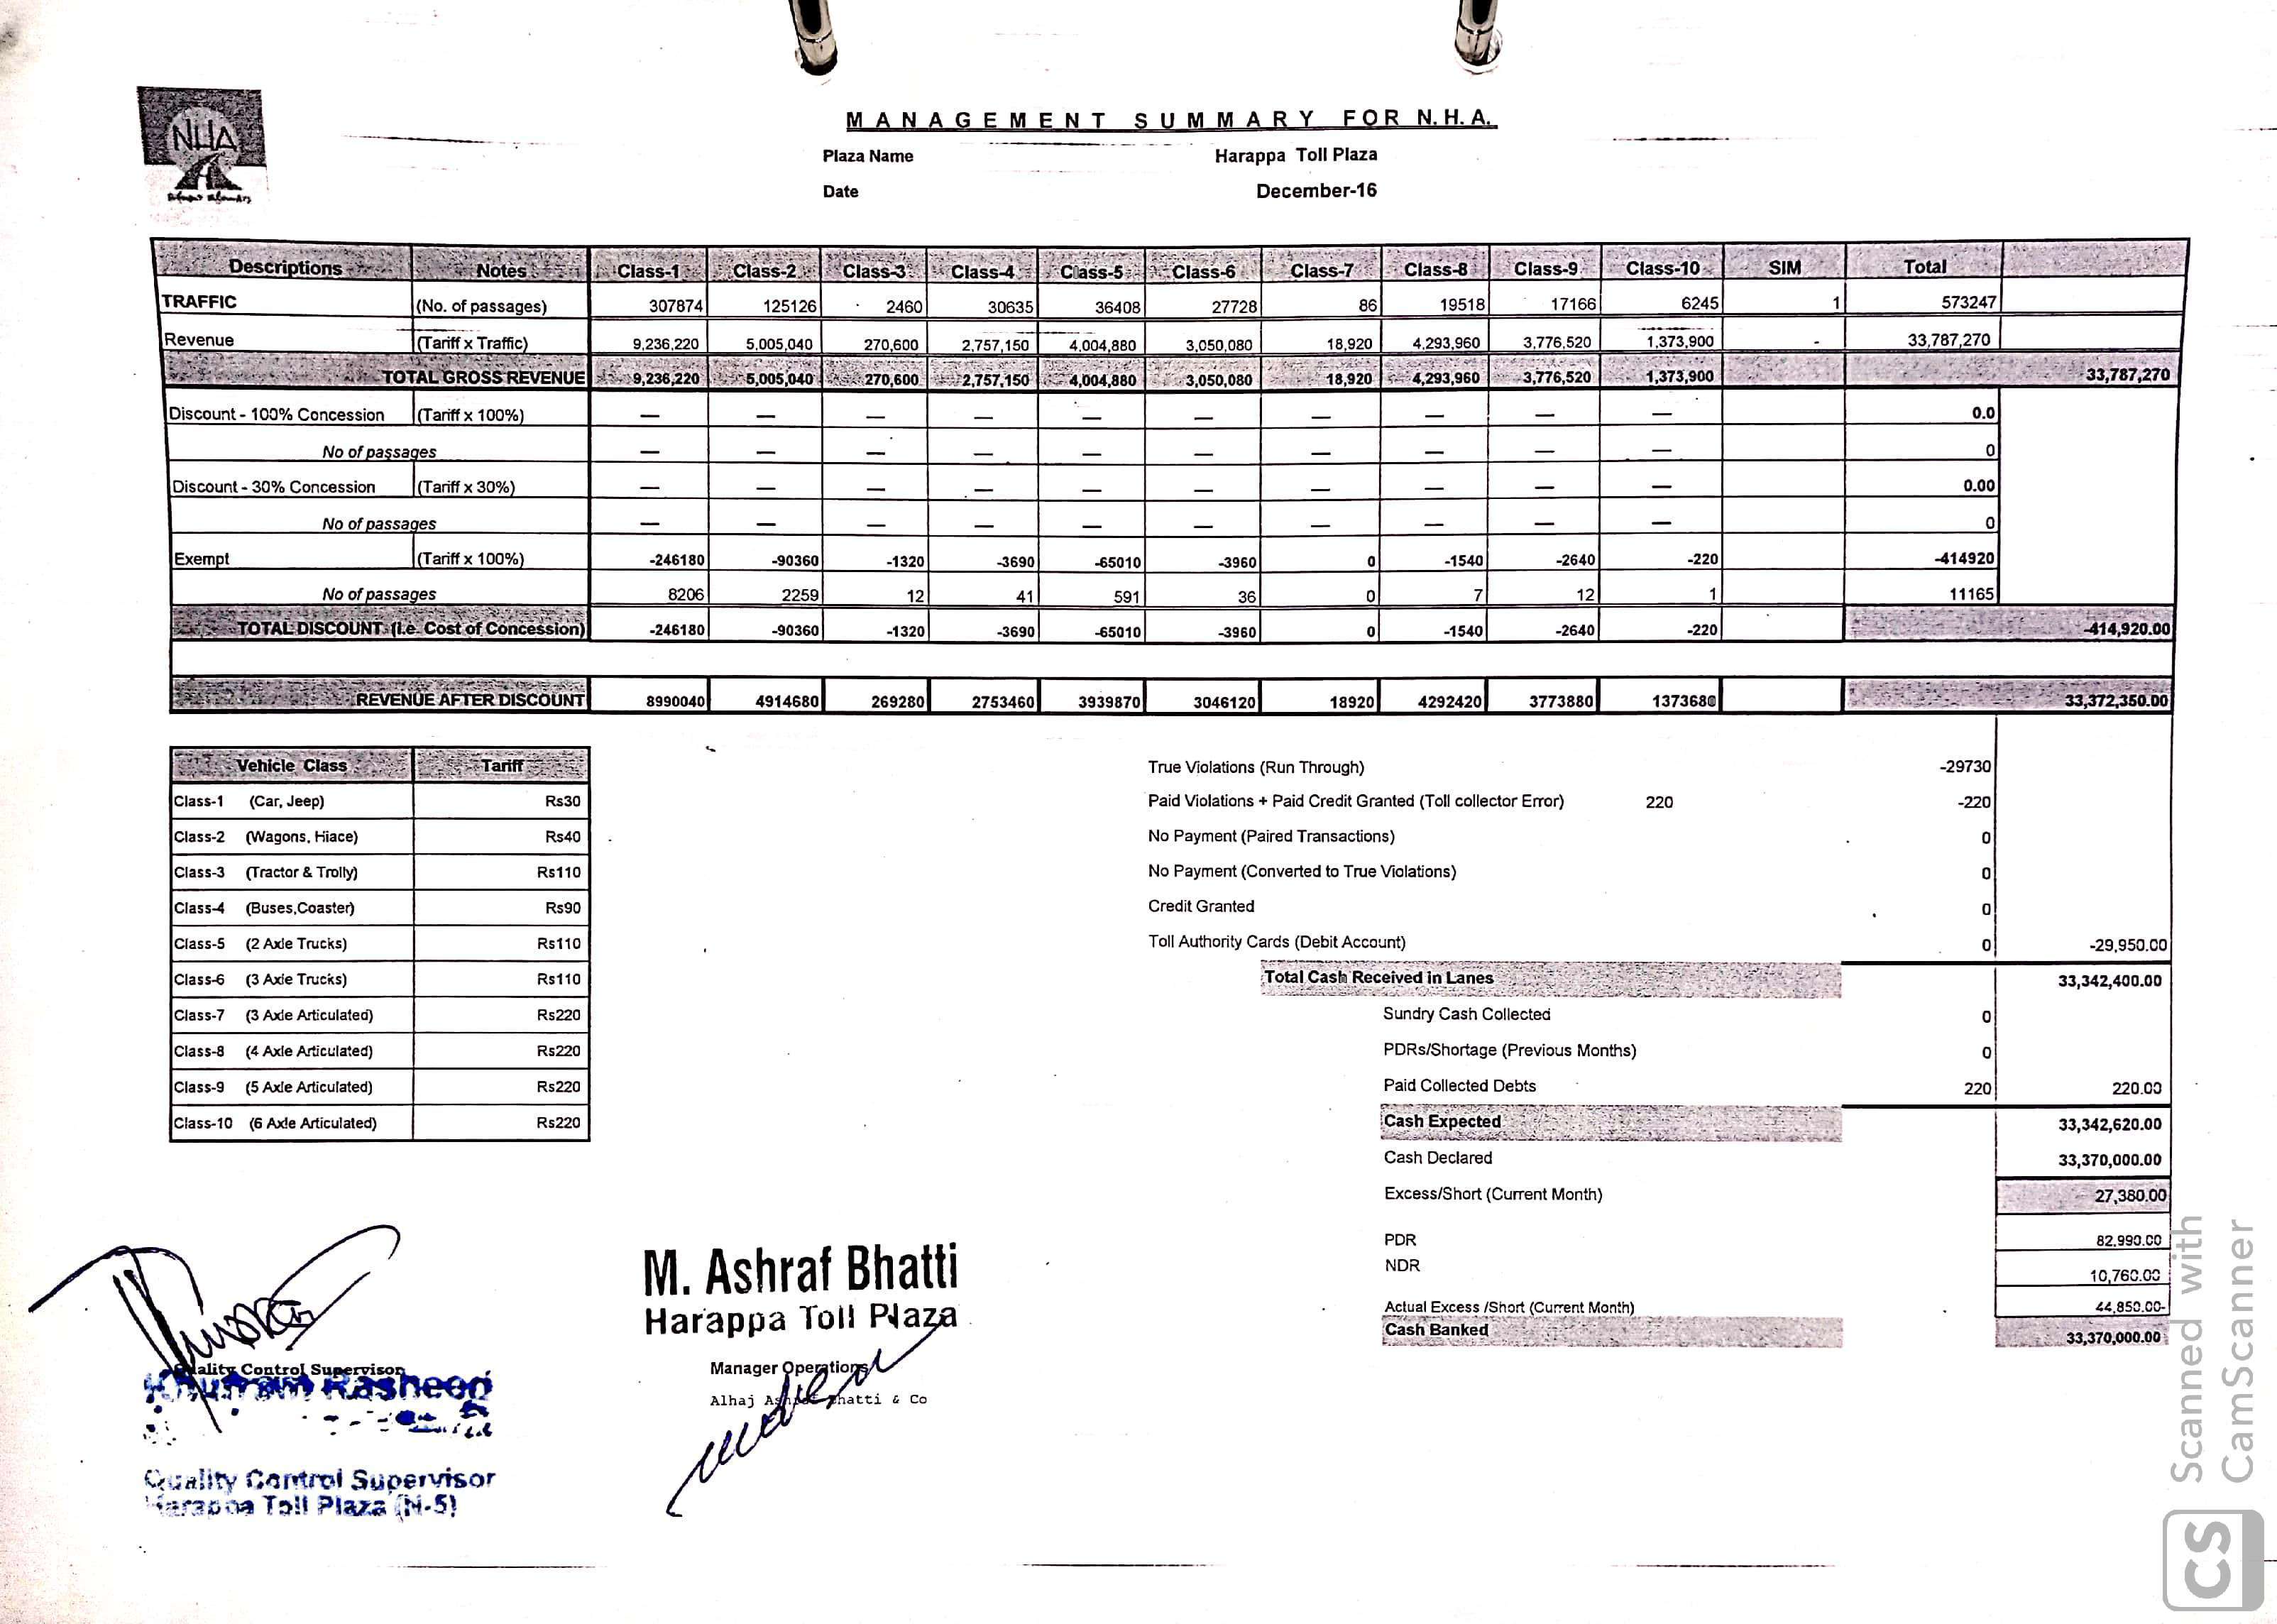 NHA
MANAGEMENT SUMMARY FOR N.H.A.
Plaza Name Harappa Toll Plaza
Date December-16
Descriptions Notes Class-1 Class-2 Class-3 Class-4 Class-5 Class-6 Class-7 Class-8 Class-9 Class-10 SIM Total
TRAFFIC (No. of passages) 307874 125126 2460 30635 36408 27728 86 19518 17166 6245 1 573247
Revenue (Tariff x Traffic) 9,236,220 5,005,040 270,600 2,757,150 4,004,880 3,050,080 18,920 4,293,960 3,776,520 1,373,900 - 33,787,270
TOTAL GROSS REVENUE 9,236,220 5,005,040 270,600 2,757,150 4,004,880 3,050,080 18,920 4,293,960 3,776,520 1,373,900 33,787,270
Discount - 100% Concession (Tariff x 100%) — — — — — — — — — — 0.0
No of passages — — — — — — — — — — 0
Discount - 30% Concession (Tariff x 30%) — — — — — — — — — — 0.00
No of passages — — — — — — — — — — 0
Exempt (Tariff x 100%) -246180 -90360 -1320 -3690 -65010 -3960 0 -1540 -2640 -220 -414920
No of passages 8206 2259 12 41 591 36 0 7 12 1 11165
TOTAL DISCOUNT (i.e. Cost of Concession) -246180 -90360 -1320 -3690 -65010 -3960 0 -1540 -2640 -220 -414,920.00
REVENUE AFTER DISCOUNT 8990040 4914680 269280 2753460 3939870 3046120 18920 4292420 3773880 1373680 33,372,350.00
Vehicle Class Tariff
Class-1 (Car, Jeep) Rs30
Class-2 (Wagons, Hiace) Rs40
Class-3 (Tractor & Trolly) Rs110
Class-4 (Buses,Coaster) Rs90
Class-5 (2 Axle Trucks) Rs110
Class-6 (3 Axle Trucks) Rs110
Class-7 (3 Axle Articulated) Rs220
Class-8 (4 Axle Articulated) Rs220
Class-9 (5 Axle Articulated) Rs220
Class-10 (6 Axle Articulated) Rs220
True Violations (Run Through) -29730
Paid Violations + Paid Credit Granted (Toll collector Error) 220 -220
No Payment (Paired Transactions) 0
No Payment (Converted to True Violations) 0
Credit Granted 0
Toll Authority Cards (Debit Account) 0 -29,950.00
Total Cash Received in Lanes 33,342,400.00
Sundry Cash Collected 0
PDRs/Shortage (Previous Months) 0
Paid Collected Debts 220 220.00
Cash Expected 33,342,620.00
Cash Declared 33,370,000.00
Excess/Short (Current Month) 27,380.00
PDR 82,990.00
NDR 10,760.00
Actual Excess /Short (Current Month) 44,850.00-
Cash Banked 33,370,000.00
Quality Control Supervisor
Khurram Rasheed
Quality Control Supervisor
Harappa Toll Plaza (N-5)
M. Ashraf Bhatti
Harappa Toll Plaza
Manager Operations
Alhaj Ashraf Bhatti & Co
Scanned with
CamScanner
CS